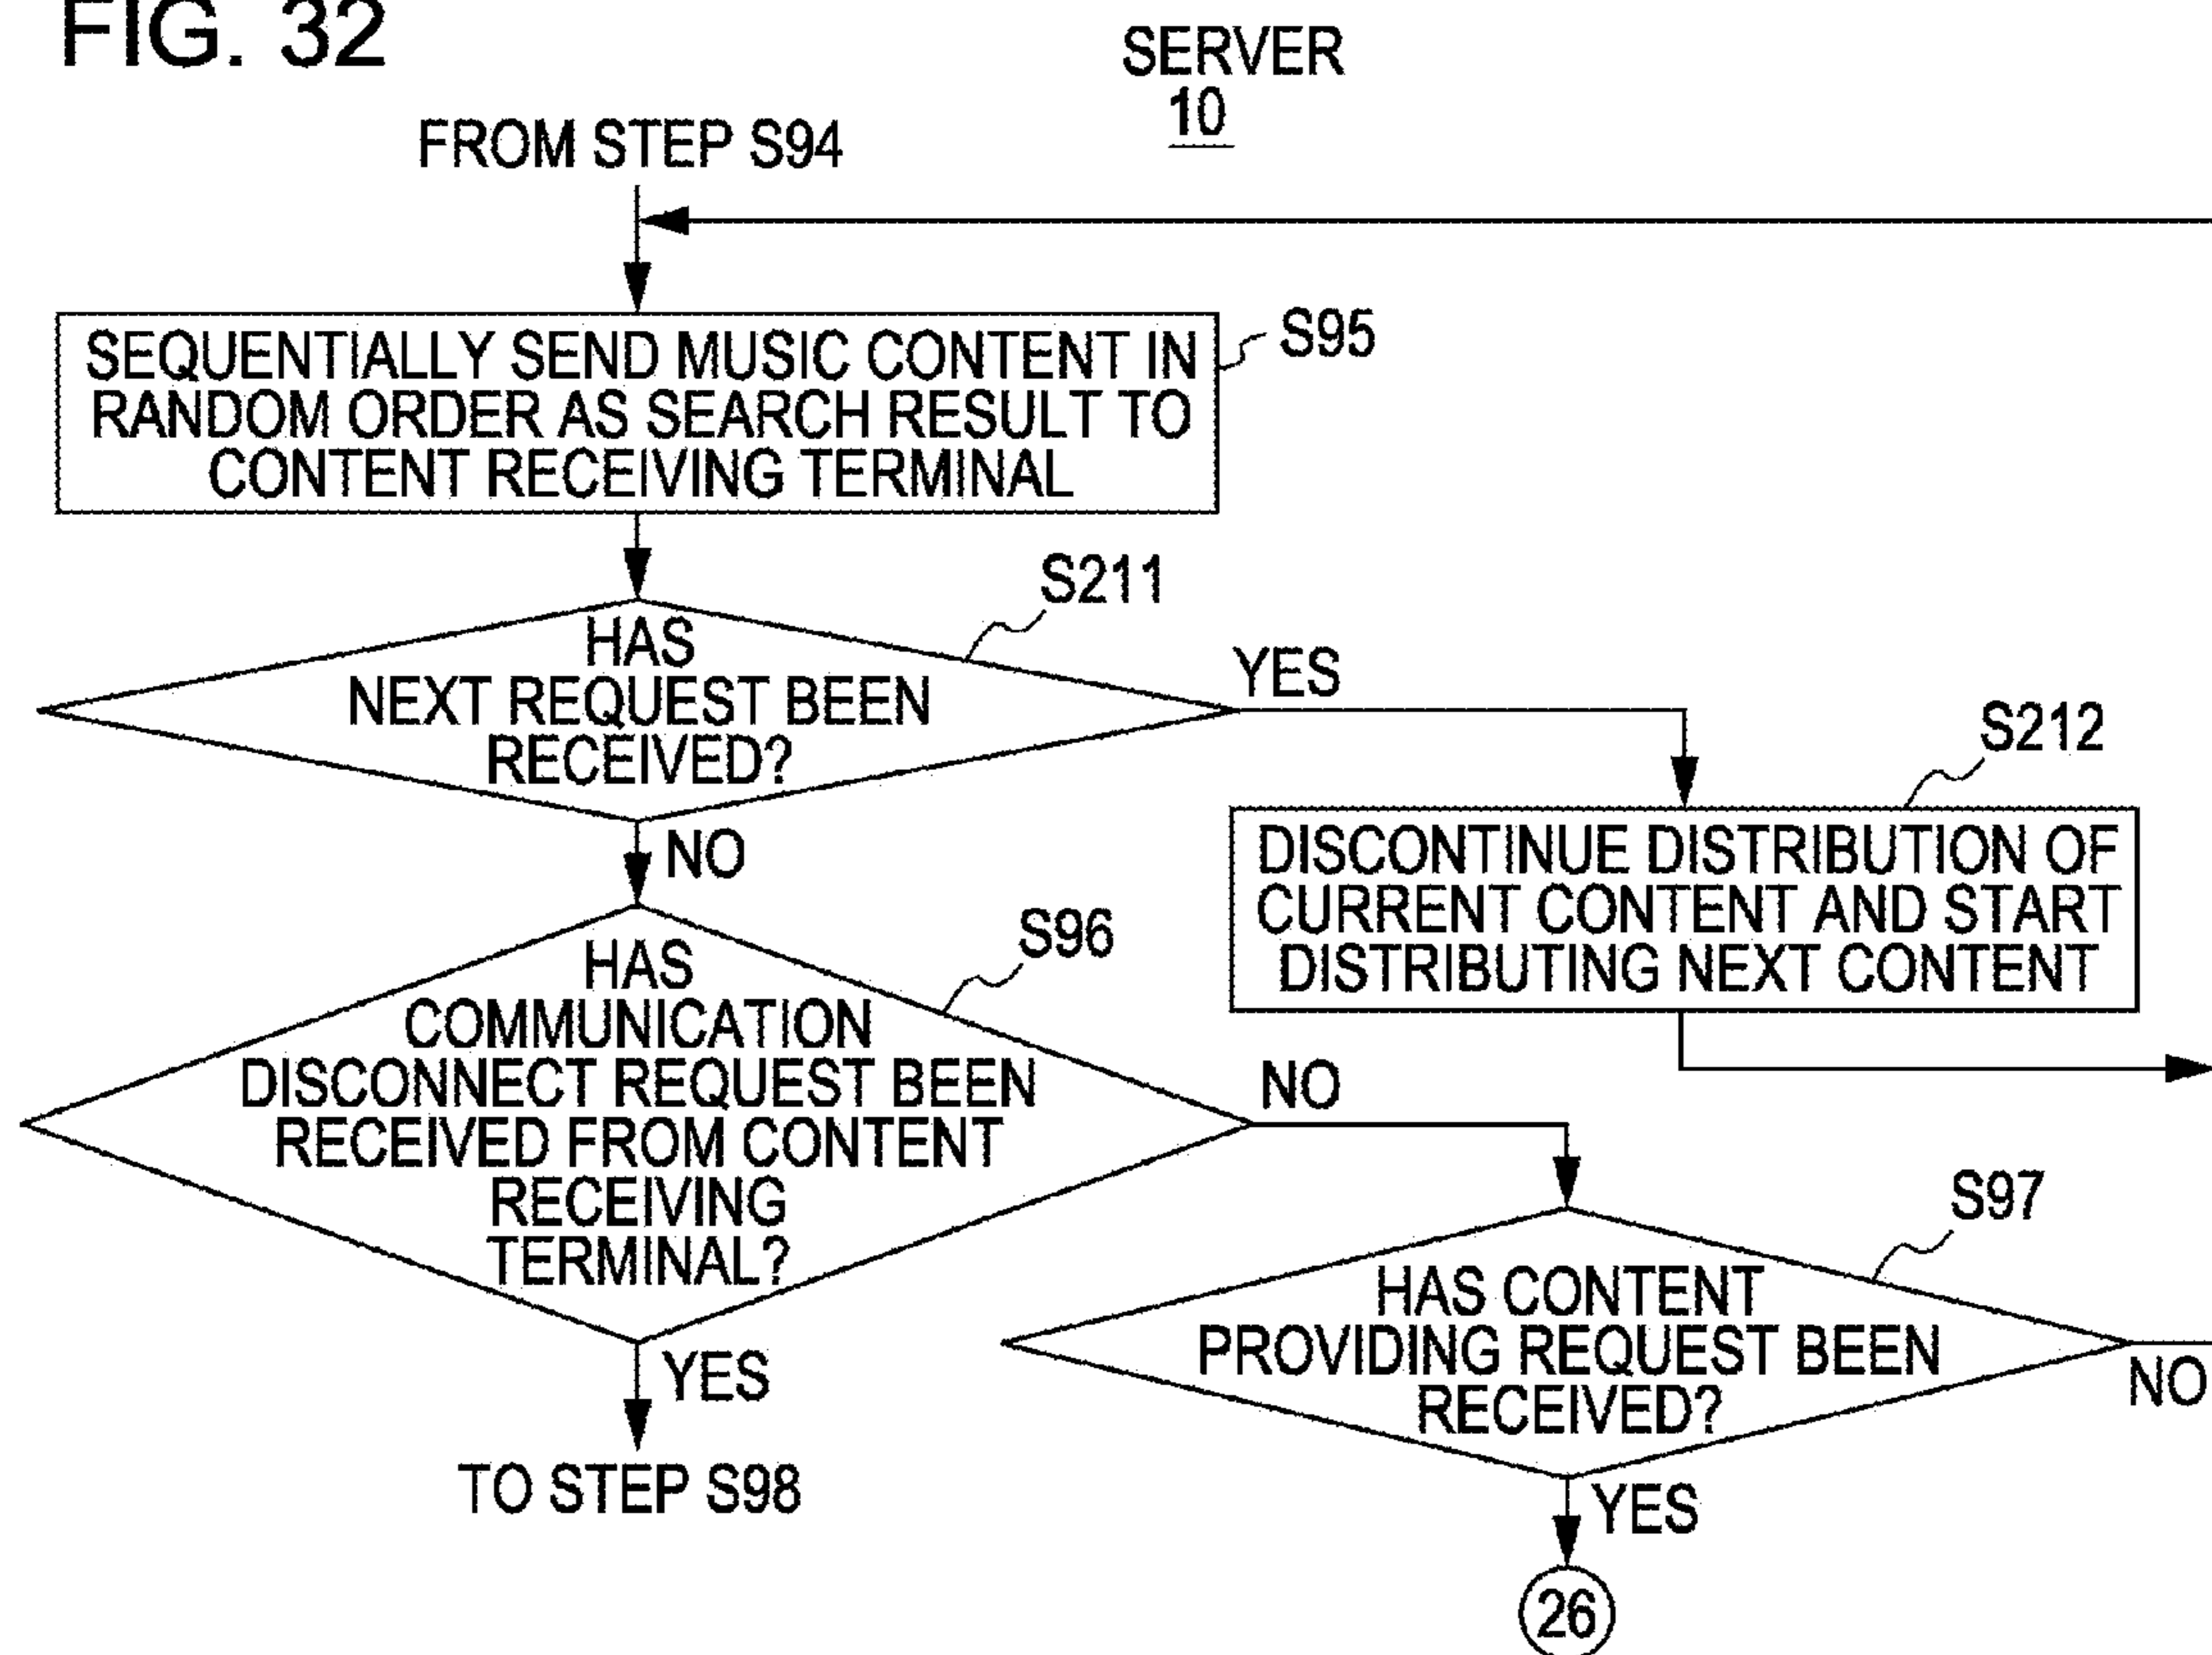 FIG. 32
SERVER
10
FROM STEP S94
SEQUENTIALLY SEND MUSIC CONTENT IN
RANDOM ORDER AS SEARCH RESULT TO
CONTENT RECEIVING TERMINAL
S95
HAS
NEXT REQUEST BEEN
RECEIVED?
S211
YES
NO
S212
DISCONTINUE DISTRIBUTION OF
CURRENT CONTENT AND START
DISTRIBUTING NEXT CONTENT
HAS
COMMUNICATION
DISCONNECT REQUEST BEEN
RECEIVED FROM CONTENT
RECEIVING
TERMINAL?
S96
NO
YES
TO STEP S98
S97
HAS CONTENT
PROVIDING REQUEST BEEN
RECEIVED?
NO
YES
26